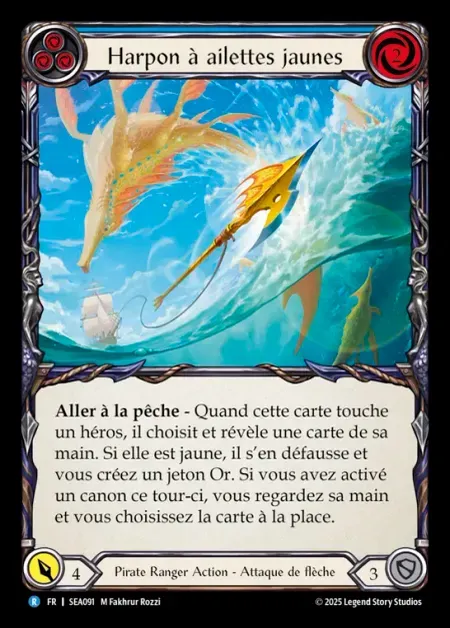 Harpon à ailettes jaunes
2
Aller à la pêche - Quand cette carte touche
un héros, il choisit et révèle une carte de sa
main. Si elle est jaune, il s'en défausse et
vous créez un jeton Or. Si vous avez activé
un canon ce tour-ci, vous regardez sa main
et vous choisissez la carte à la place.
4
Pirate Ranger Action - Attaque de flèche
3
R FR | SEA091 M Fakhrur Rozzi
© 2025 Legend Story Studios